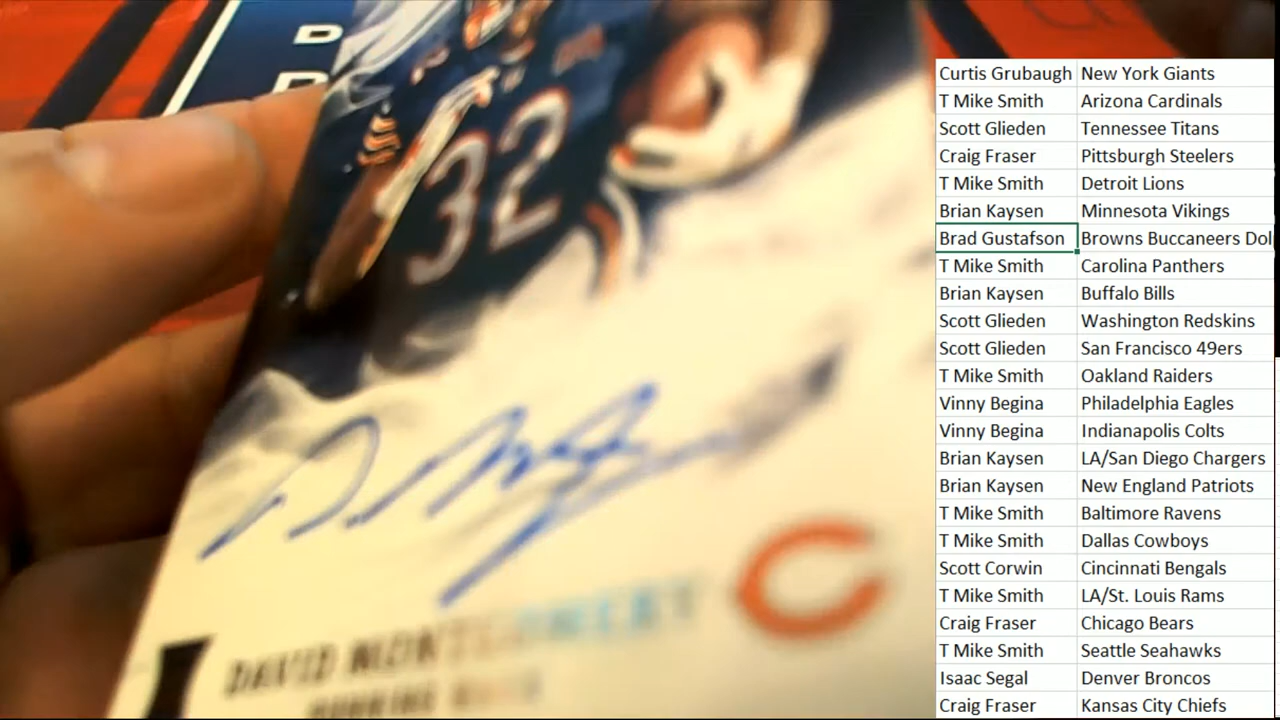 B
32
D. M
DAVID MONTGOMERY
RUNNING BACK
C
Curtis Grubaugh New York Giants
T Mike Smith Arizona Cardinals
Scott Glieden Tennessee Titans
Craig Fraser Pittsburgh Steelers
T Mike Smith Detroit Lions
Brian Kaysen Minnesota Vikings
Brad Gustafson Browns Buccaneers Dol
T Mike Smith Carolina Panthers
Brian Kaysen Buffalo Bills
Scott Glieden Washington Redskins
Scott Glieden San Francisco 49ers
T Mike Smith Oakland Raiders
Vinny Begina Philadelphia Eagles
Vinny Begina Indianapolis Colts
Brian Kaysen LA/San Diego Chargers
Brian Kaysen New England Patriots
T Mike Smith Baltimore Ravens
T Mike Smith Dallas Cowboys
Scott Corwin Cincinnati Bengals
T Mike Smith LA/St. Louis Rams
Craig Fraser Chicago Bears
T Mike Smith Seattle Seahawks
Isaac Segal Denver Broncos
Craig Fraser Kansas City Chiefs